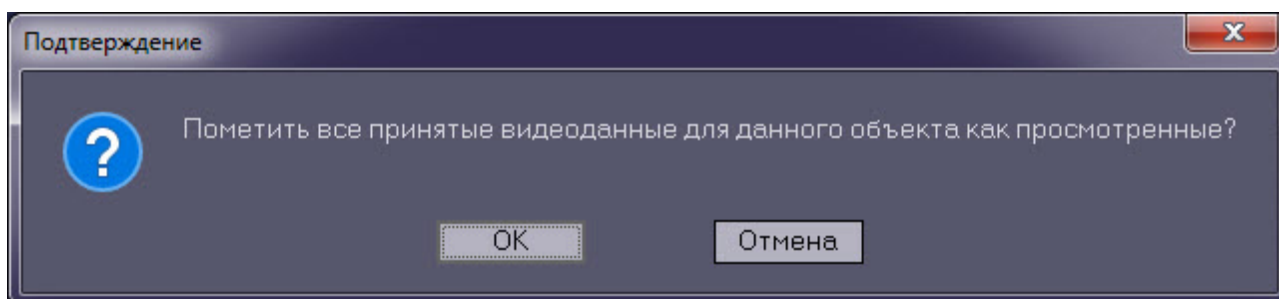 Подтверждение
Пометить все принятые видеоданные для данного объекта как просмотренные?
OK
Отмена